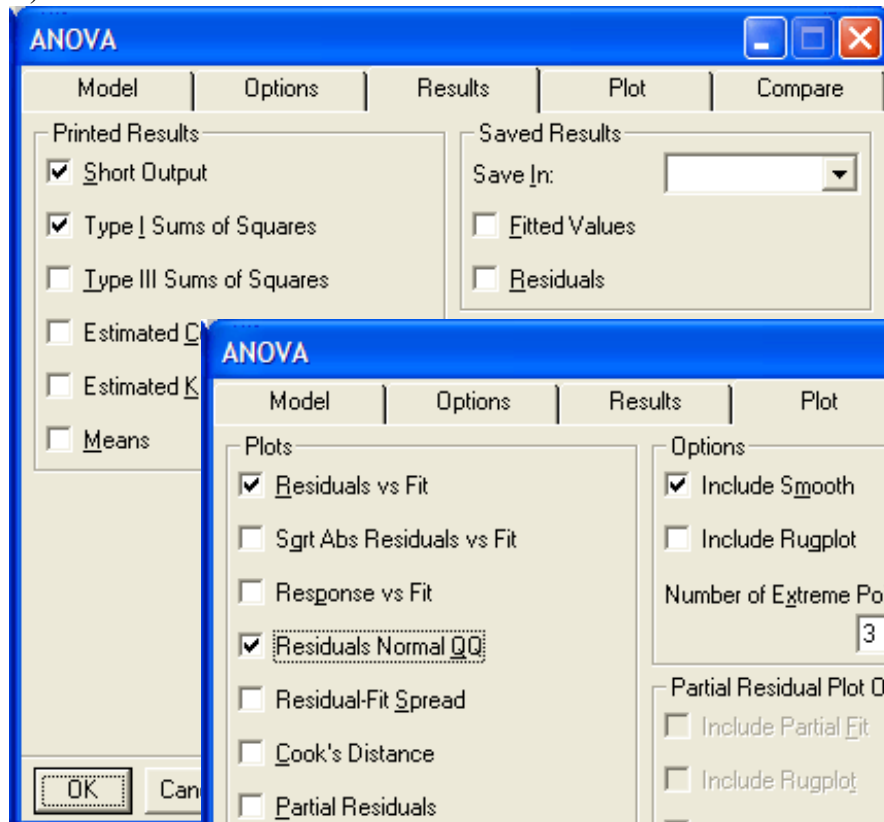 ANOVA
Model Options Results Plot Compare
Printed Results
Short Output
Type I Sums of Squares
Type III Sums of Squares
Estimated
Estimated K
Means
Saved Results
Save In:
Fitted Values
Residuals
OK
ANOVA
Model Options Results Plot
Plots
Residuals vs Fit
Sqrt Abs Residuals vs Fit
Response vs Fit
Residuals Normal QQ
Residual-Fit Spread
Cook's Distance
Partial Residuals
Options
Include Smooth
Include Rugplot
Number of Extreme Po
3
Partial Residual Plot O
Include Partial Fit
Include Rugplot